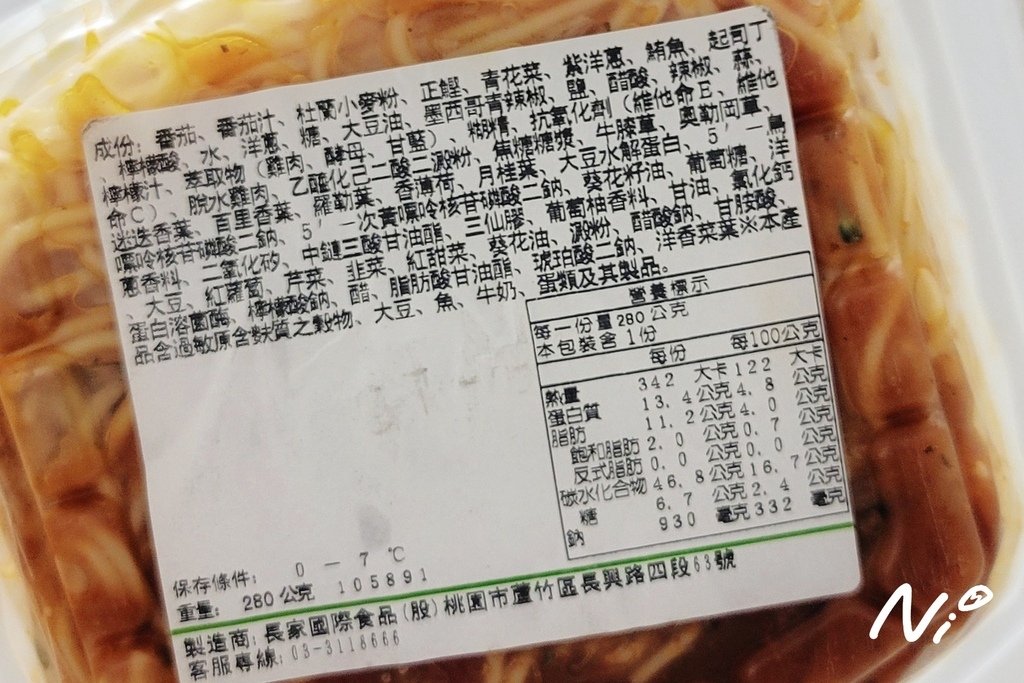 成份: 番茄、番茄汁、杜蘭小麥粉、正鰹、青花菜、紫洋蔥、鮪魚、起司丁
、檸檬酸、水、洋蔥、糖、大豆油、墨西哥青辣椒、鹽、醋酸、辣椒、蒜、
檸檬汁、萃取物(雞肉、酵母、甘藍)、糊精、抗氧化劑(維他命E、維他
命C)、脫水雞肉、乙醯化己二酸二澱粉、焦糖糖漿、牛膝草、奧勒岡草、
迷迭香葉、百里香葉、羅勒葉、香薄荷、月桂葉、大豆水解蛋白、5'-鳥
嘌呤核苷磷酸二鈉、5'-次黃嘌呤核苷磷酸二鈉、葵花籽油、葡萄糖、洋
蔥香料、二氧化矽、中鏈三酸甘油酯、三仙膠、葡萄柚香料、甘油、氯化鈣
、大豆、紅蘿蔔、芹菜、韭菜、紅甜菜、葵花油、澱粉、醋酸鈉、甘胺酸、
蛋白溶菌酶、檸檬酸鈉、醋、脂肪酸甘油酯、琥珀酸二鈉、洋香菜葉※本產
品含過敏原含麩質之穀物、大豆、魚、牛奶、蛋類及其製品。
營養標示
每一份量280公克
本包裝含 1份
每份 每100公克
熱量 342 大卡 122 大卡
蛋白質 13.4公克 4.8 公克
脂肪 11.2公克 4.0 公克
飽和脂肪 2.0 公克 0.7 公克
反式脂肪 0.0 公克 0.0 公克
碳水化合物 46.8公克 16.7公克
糖 6.7 公克 2.4 公克
鈉 930 毫克 332 毫克
保存條件: 0 - 7 ℃
重量: 280公克 105891
製造商: 長家國際食品(股)桃園市蘆竹區長興路四段63號
客服專線: 03-3118666
Ni